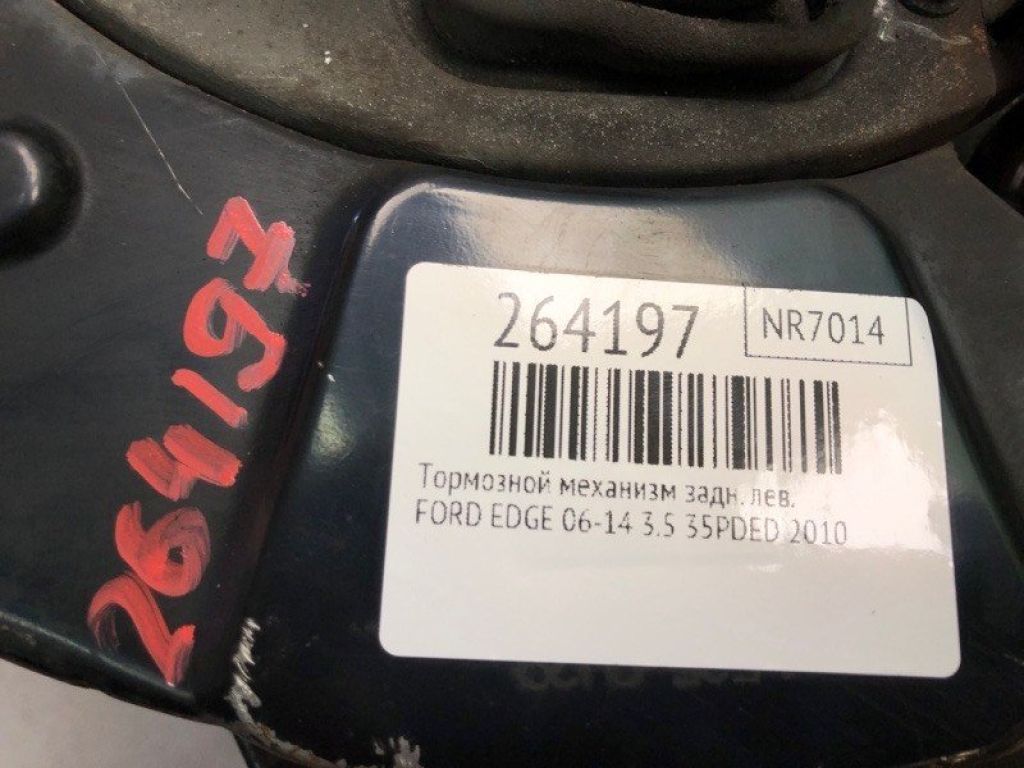 264197
264197
NR7014
Тормозной механизм задн. лев.
FORD EDGE 06-14 3.5 35PDED 2010